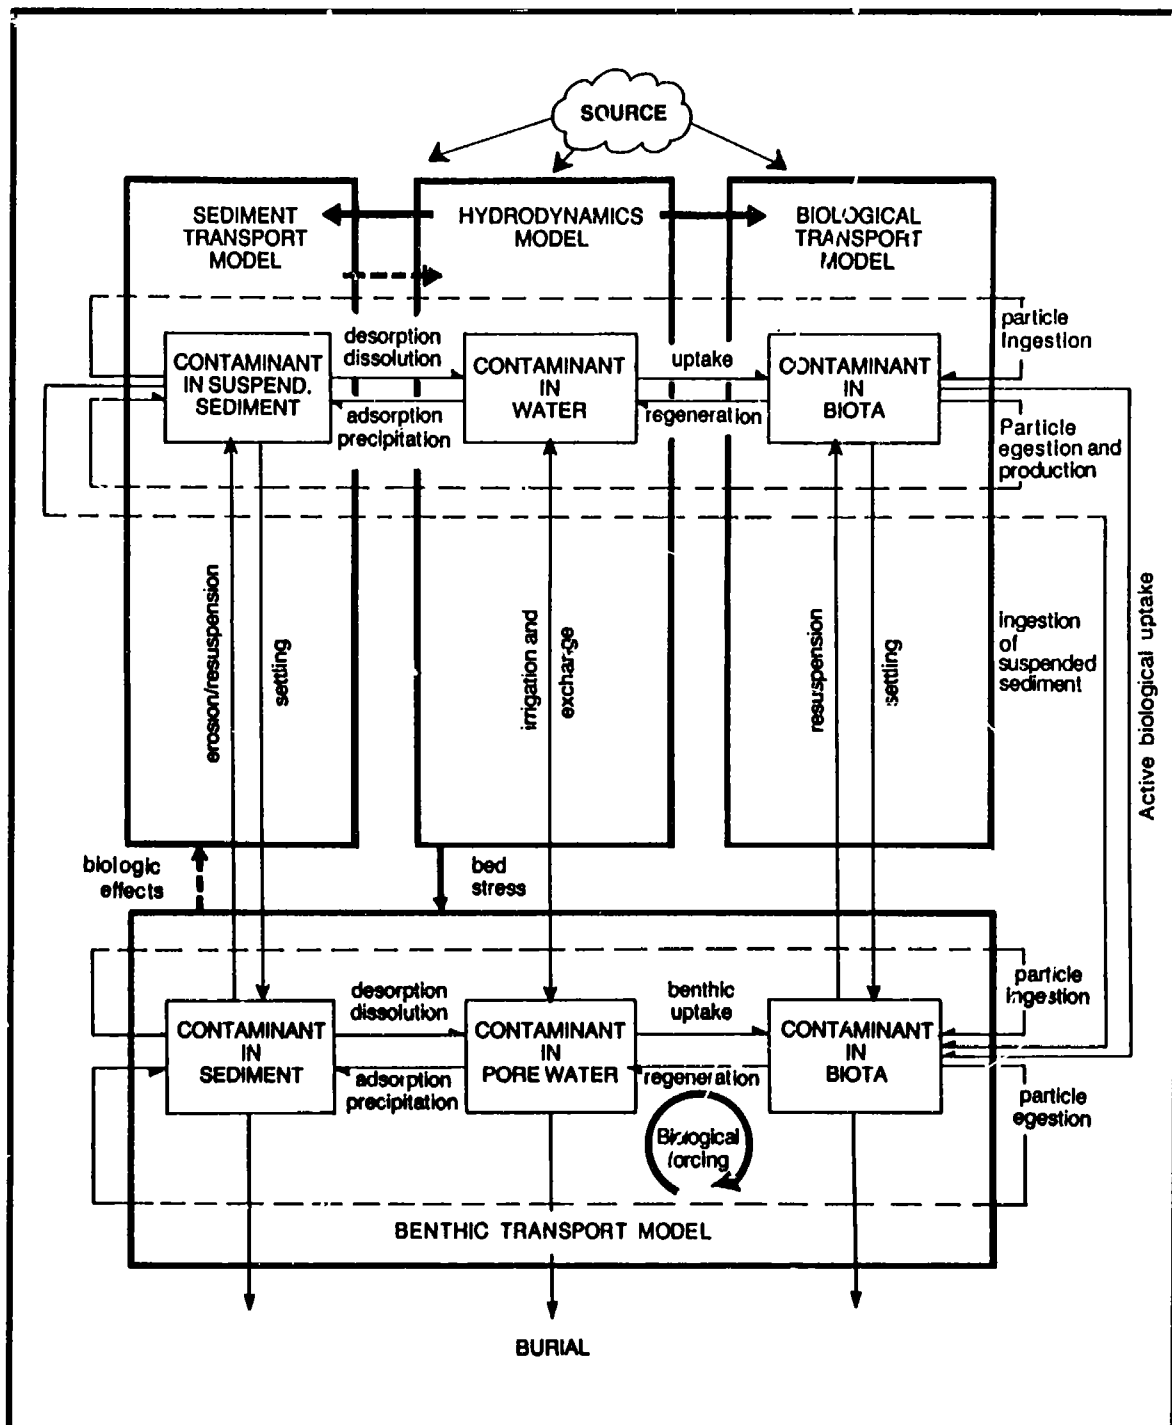 SOURCE
SEDIMENT
TRANSPORT
MODEL
HYDRODYNAMICS
MODEL
BIOLOGICAL
TRANSPORT
MODEL
particle
ingestion
CONTAMINANT
IN SUSPEND.
SEDIMENT
desorption
dissolution
adsorption
precipitation
CONTAMINANT
IN
WATER
uptake
regeneration
CONTAMINANT
IN
BIOTA
Particle
egestion and
production
erosion/resuspension
settling
irrigation and
exchange
resuspension
settling
ingestion
of
suspended
sediment
Active biological uptake
biologic
effects
bed
stress
particle
ingestion
CONTAMINANT
IN
SEDIMENT
desorption
dissolution
adsorption
precipitation
CONTAMINANT
IN
PORE WATER
benthic
uptake
regeneration
CONTAMINANT
IN
BIOTA
particle
egestion
Biological
forcing
BENTHIC TRANSPORT MODEL
BURIAL